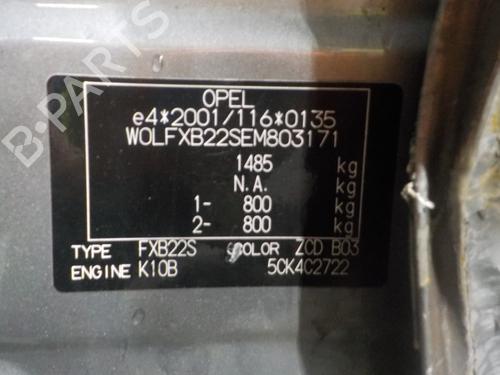 B-PARTS
OPEL
e4*2001/116*0135
WOLFXB22SEM803171
1485 kg
N.A. kg
1- 800 kg
2- 800 kg
TYPE FXB22S COLOR ZCD B03
ENGINE K10B 5CK4C2722